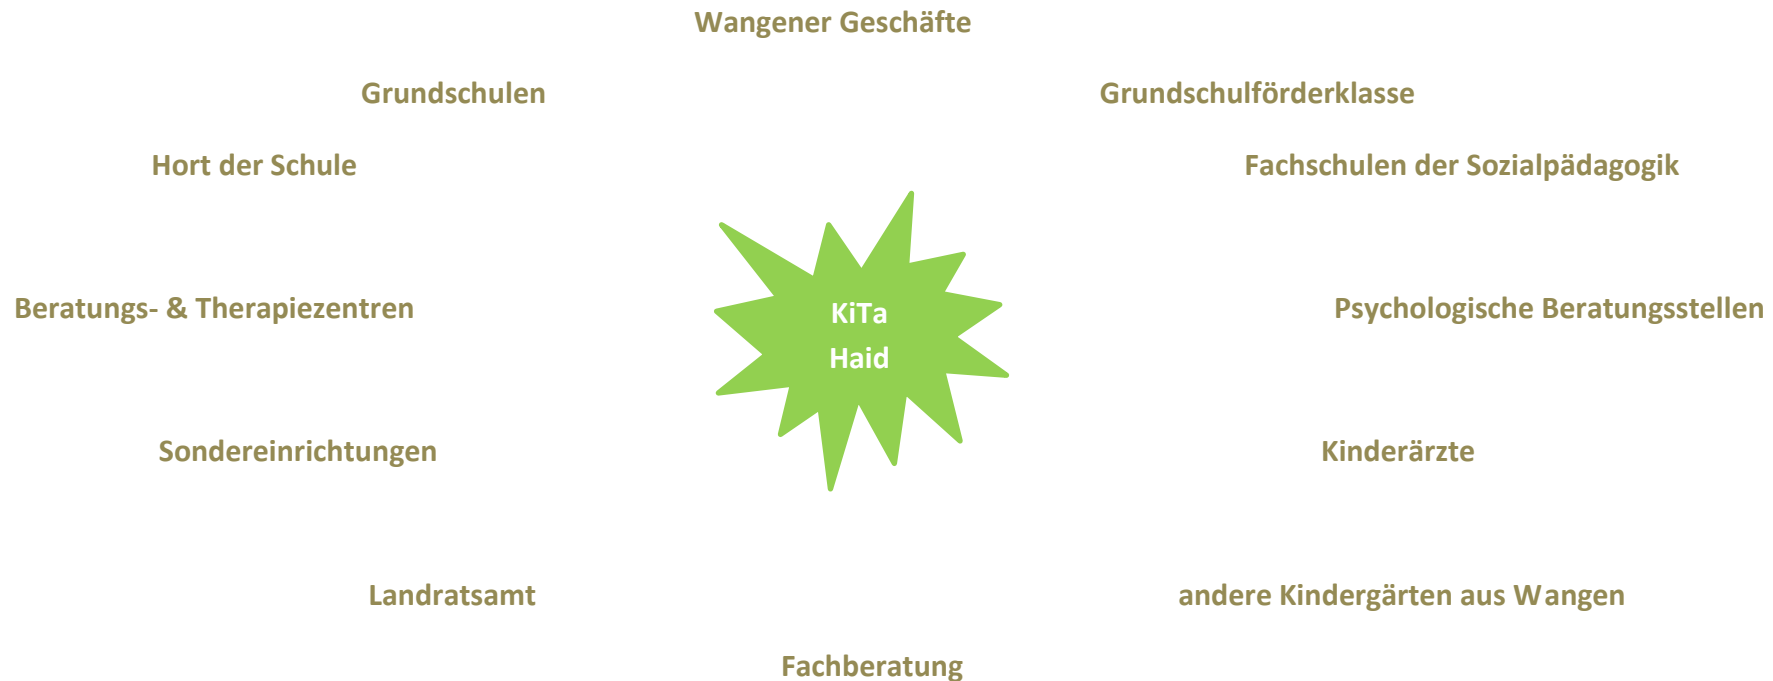 Wangener Geschäfte
Grundschulen
Grundschulförderklasse
Hort der Schule
Fachschulen der Sozialpädagogik
Beratungs- & Therapiezentren
KiTa
Haid
Psychologische Beratungsstellen
Sondereinrichtungen
Kinderärzte
Landratsamt
andere Kindergärten aus Wangen
Fachberatung